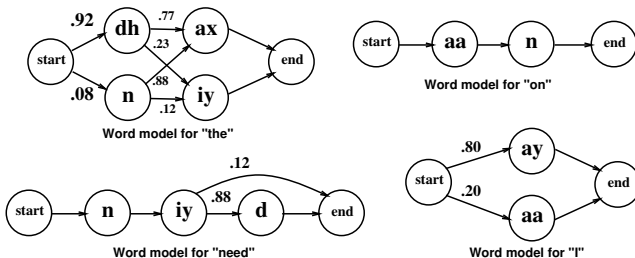 .92 dh .77 ax
.23
start end
.08 n .88 iy
.12
Word model for "the"
start aa n end
Word model for "on"
.12
start n iy .88 d end
Word model for "need"
.80 ay
start end
.20 aa
Word model for "I"